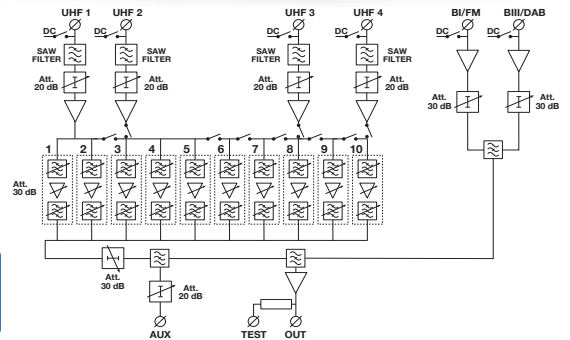 UHF 1 UHF 2 UHF 3 UHF 4 BI/FM BIII/DAB
DC DC DC DC DC DC
SAW FILTER SAW FILTER SAW FILTER SAW FILTER
Att. 20 dB Att. 20 dB Att. 20 dB Att. 20 dB
Att. 30 dB Att. 30 dB
1 2 3 4 5 6 7 8 9 10
Att. 30 dB
Att. 30 dB
Att. 20 dB
AUX TEST OUT